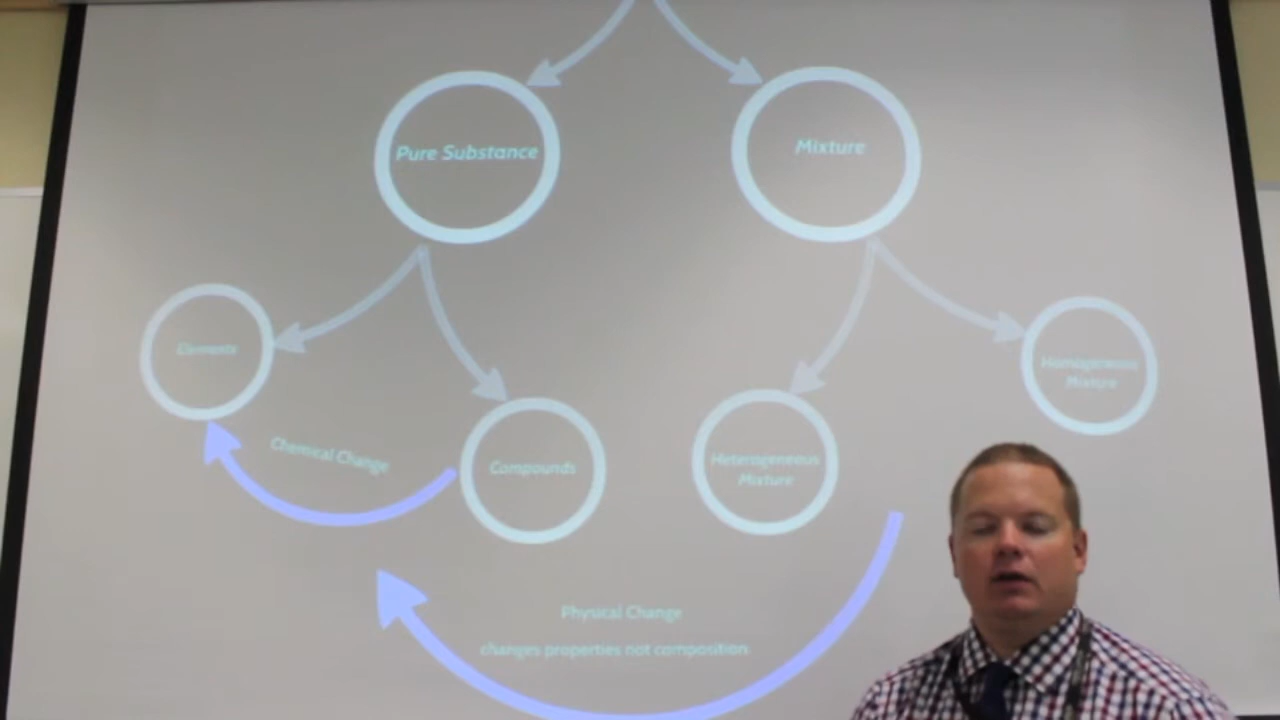 Pure Substance
Mixture
Elements
Homogeneous
Mixture
Chemical Change
Compounds
Heterogeneous
Mixture
Physical Change
changes properties not composition